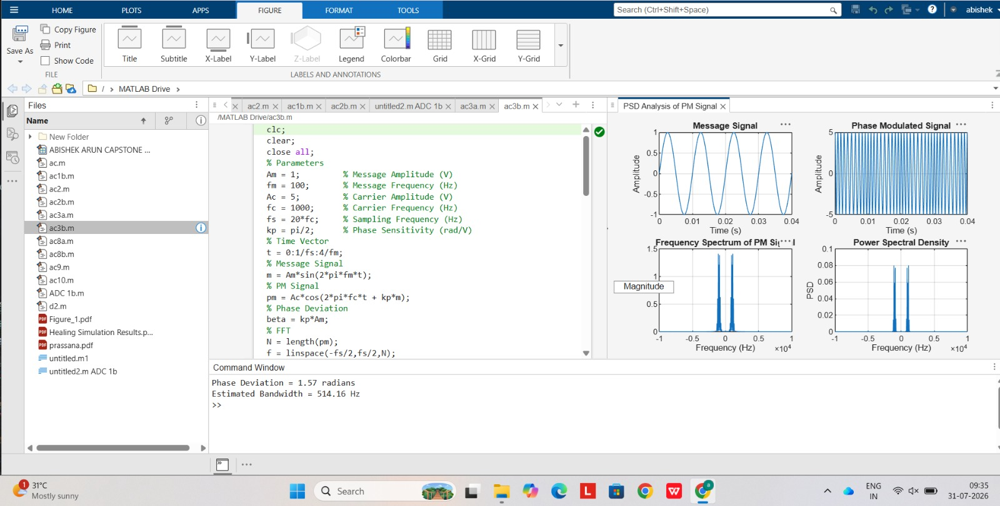 HOME PLOTS APPS FIGURE FORMAT TOOLS Search (Ctrl+Shift+Space) abishek
Save As
Copy Figure
Print
Show Code
FILE
Title Subtitle X-Label Y-Label Z-Label Legend Colorbar Grid X-Grid Y-Grid
LABELS AND ANNOTATIONS
/ > MATLAB Drive >
Files
Name
New Folder
ABISHEK ARUN CAPSTONE ...
ac.m
ac1b.m
ac2.m
ac2b.m
ac3a.m
ac3b.m
ac8a.m
ac8b.m
ac9.m
ac10.m
ADC 1b.m
d2.m
Figure_1.pdf
Healing Simulation Results.p...
prassana.pdf
untitled.m1
untitled2.m ADC 1b
ac2.m ac1b.m ac2b.m untitled2.m ADC 1b ac3a.m ac3b.m
/MATLAB Drive/ac3b.m
clc;
clear;
close all;
% Parameters
Am = 1; % Message Amplitude (V)
fm = 100; % Message Frequency (Hz)
Ac = 5; % Carrier Amplitude (V)
fc = 1000; % Carrier Frequency (Hz)
fs = 20*fc; % Sampling Frequency (Hz)
kp = pi/2; % Phase Sensitivity (rad/V)
% Time Vector
t = 0:1/fs:4/fm;
% Message Signal
m = Am*sin(2*pi*fm*t);
% PM Signal
pm = Ac*cos(2*pi*fc*t + kp*m);
% Phase Deviation
beta = kp*Am;
% FFT
N = length(pm);
f = linspace(-fs/2,fs/2,N);
PSD Analysis of PM Signal
Message Signal
Amplitude
1
0.5
0
-0.5
-1
0 0.01 0.02 0.03 0.04
Time (s)
Phase Modulated Signal
Amplitude
5
0
-5
0 0.01 0.02 0.03 0.04
Time (s)
Frequency Spectrum of PM Si
l
Magnitude
1.5
1
0.5
0
-1 -0.5 0 0.5 1
Frequency (Hz) ×10⁴
Power Spectral Density
PSD
0.1
0.08
0.06
0.04
0.02
0
-1 -0.5 0 0.5 1
Frequency (Hz) ×10⁴
Command Window
Phase Deviation = 1.57 radians
Estimated Bandwidth = 514.16 Hz
>>
1
31°C
Mostly sunny
Search
ENG
IN
09:35
31-07-2026